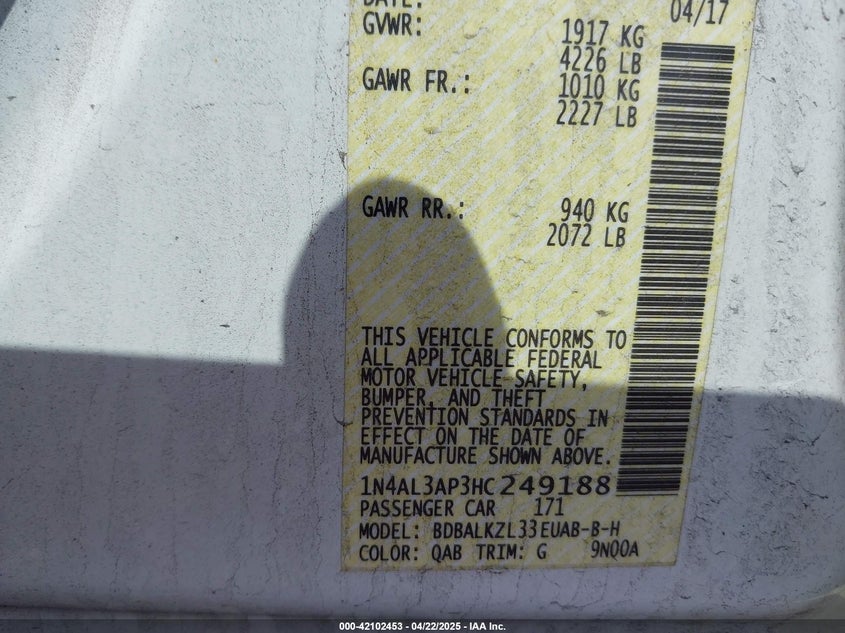 DATE: 04/17
GVWR: 1917 KG
4226 LB
GAWR FR.: 1010 KG
2227 LB
GAWR RR.: 940 KG
2072 LB
THIS VEHICLE CONFORMS TO
ALL APPLICABLE FEDERAL
MOTOR VEHICLE SAFETY,
BUMPER, AND THEFT
PREVENTION STANDARDS IN
EFFECT ON THE DATE OF
MANUFACTURE SHOWN ABOVE.
1N4AL3AP3HC249188
PASSENGER CAR 171
MODEL: BDBALKZL33EUAB-B-H
COLOR: QAB TRIM: G 9N00A
000-42102453 - 04/22/2025 - IAA Inc.